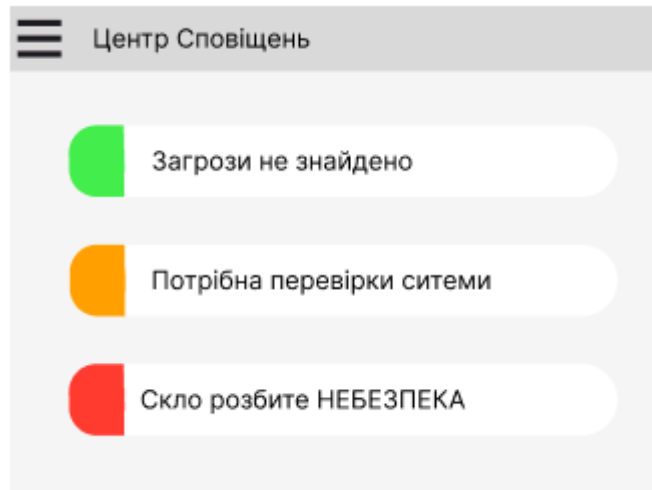 Центр Сповіщень
Загрози не знайдено
Потрібна перевірки ситеми
Скло розбите НЕБЕЗПЕКА